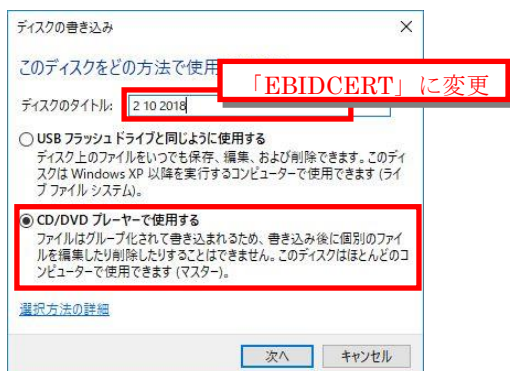 ディスクの書き込み
このディスクをどの方法で使用
「EBIDCERT」に変更
ディスクのタイトル: 2 10 2018
USB フラッシュドライブと同じように使用する
ディスク上のファイルをいつでも保存、編集、および削除できます。このディ
スクは Windows XP 以降を実行するコンピューターで使用できます (ライ
ブ ファイル システム)。
CD/DVD プレーヤーで使用する
ファイルはグループ化されて書き込まれるため、書き込み後に個別のファイ
ルを編集したり削除したりすることはできません。このディスクはほとんどのコ
ンピューターで使用できます (マスター)。
選択方法の詳細
次へ キャンセル